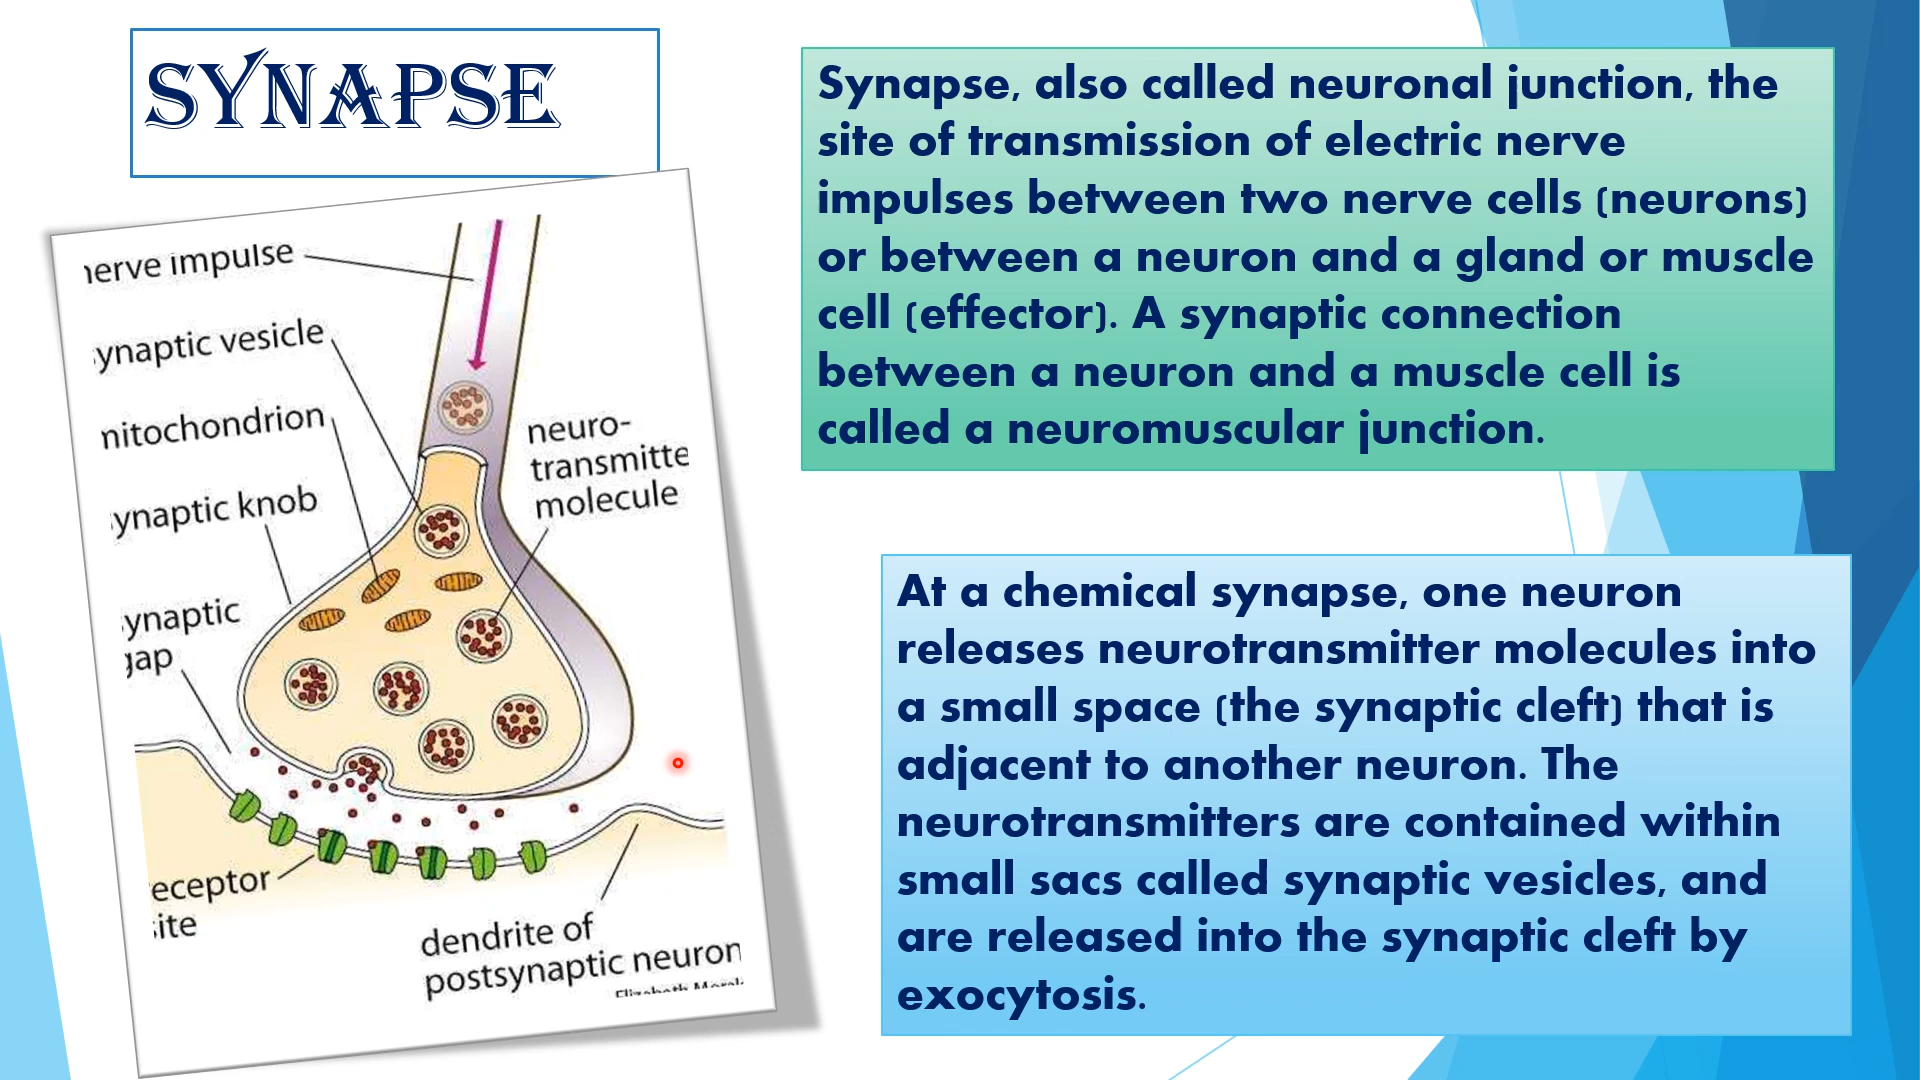 SYNAPSE
nerve impulse
ynaptic vesicle
mitochondrion
ynaptic knob
ynaptic
gap
eceptor
site
neuro-
transmitte
molecule
dendrite of
postsynaptic neuron
Synapse, also called neuronal junction, the
site of transmission of electric nerve
impulses between two nerve cells (neurons)
or between a neuron and a gland or muscle
cell (effector). A synaptic connection
between a neuron and a muscle cell is
called a neuromuscular junction.
At a chemical synapse, one neuron
releases neurotransmitter molecules into
a small space (the synaptic cleft) that is
adjacent to another neuron. The
neurotransmitters are contained within
small sacs called synaptic vesicles, and
are released into the synaptic cleft by
exocytosis.